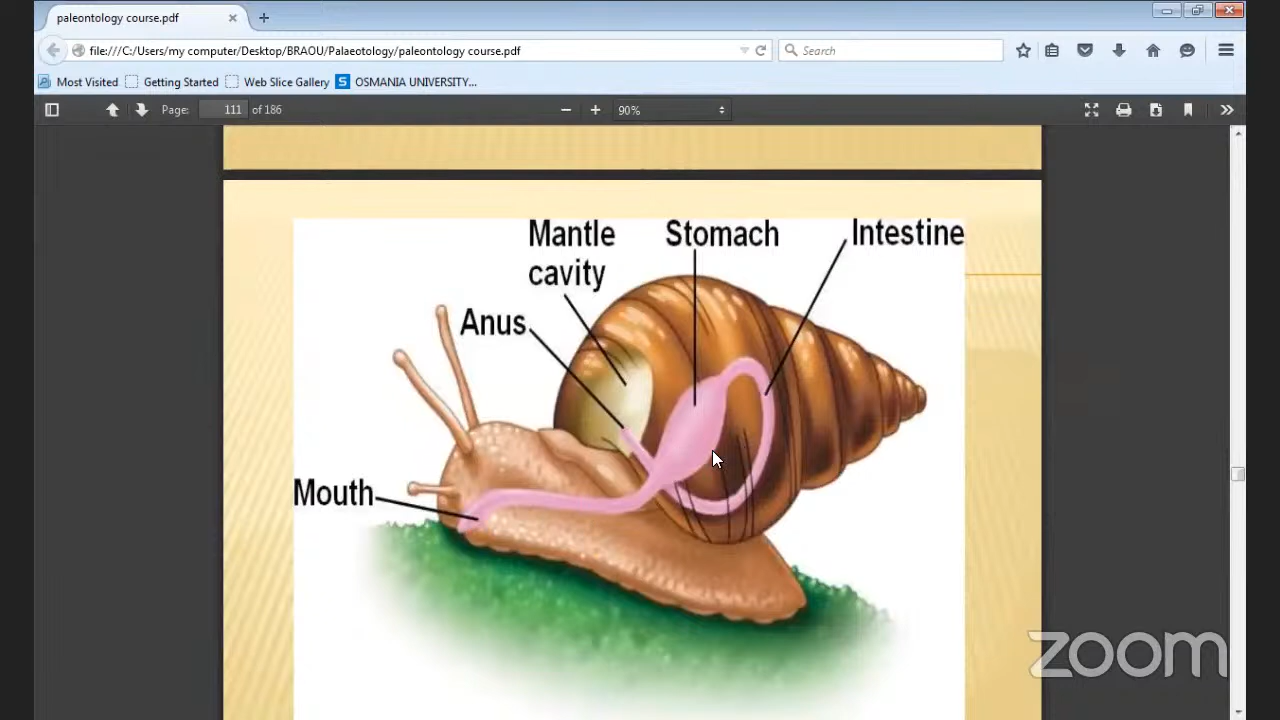 paleontology course.pdf
file:///C:/Users/my computer/Desktop/BRAOU/Palaeotology/paleontology course.pdf
Search
Most Visited Getting Started Web Slice Gallery S OSMANIA UNIVERSITY...
Page: 111 of 186
90%
Mantle
cavity
Stomach
Intestine
Anus
Mouth
zoom